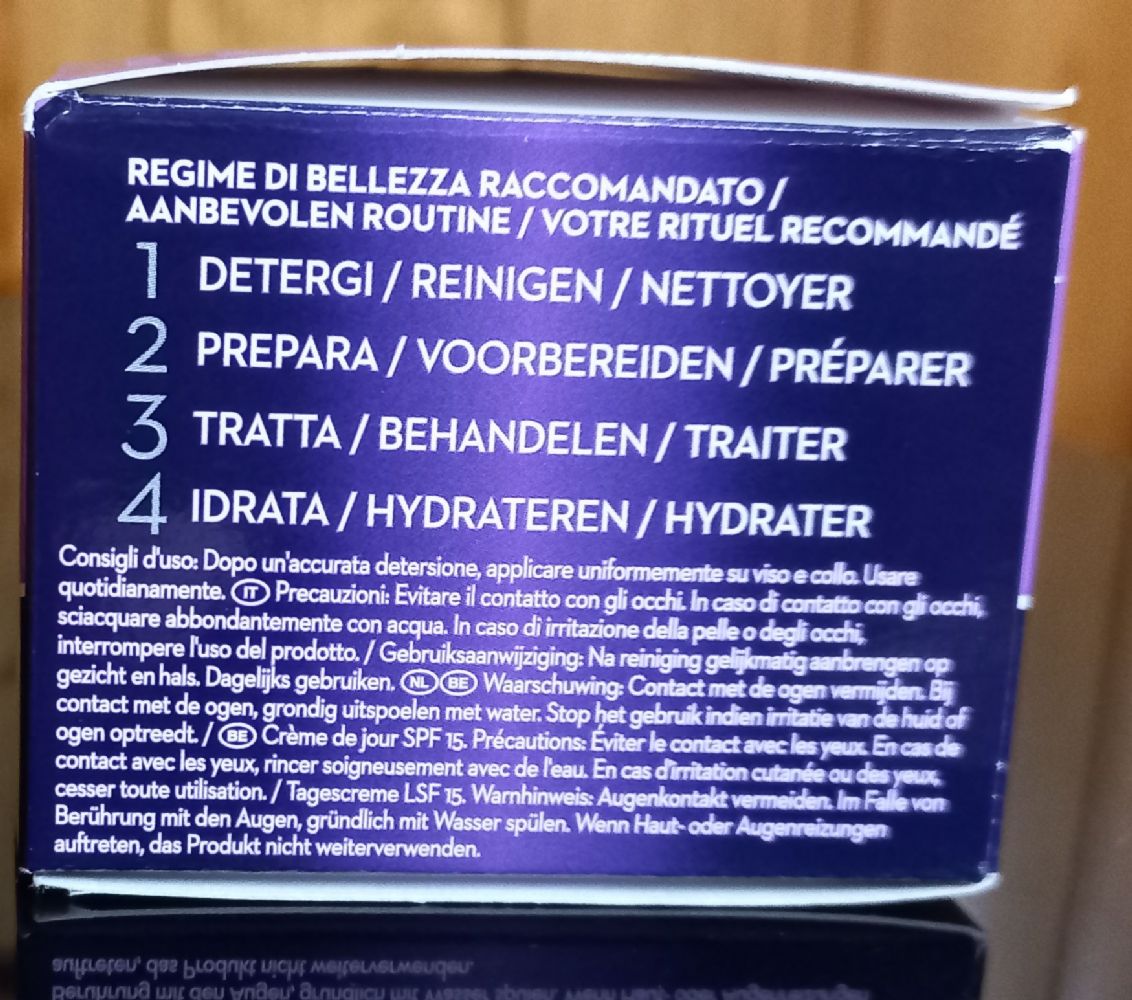 REGIME DI BELLEZZA RACCOMANDATO /
AANBEVOLEN ROUTINE / VOTRE RITUEL RECOMMANDÉ
1 DETERGI / REINIGEN / NETTOYER
2 PREPARA / VOORBEREIDEN / PRÉPARER
3 TRATTA / BEHANDELEN / TRAITER
4 IDRATA / HYDRATEREN / HYDRATER
Consigli d'uso: Dopo un'accurata detersione, applicare uniformemente su viso e collo. Usare
quotidianamente. IT Precauzioni: Evitare il contatto con gli occhi. In caso di contatto con gli occhi,
sciacquare abbondantemente con acqua. In caso di irritazione della pelle o degli occhi,
interrompere l'uso del prodotto. / Gebruiksaanwijziging: Na reiniging gelijkmatig aanbrengen op
gezicht en hals. Dagelijks gebruiken. NL BE Waarschuwing: Contact met de ogen vermijden. Bij
contact met de ogen, grondig uitspoelen met water. Stop het gebruik indien irritatie van de huid of
ogen optreedt. / BE Crème de jour SPF 15. Précautions: Éviter le contact avec les yeux. En cas de
contact avec les yeux, rincer soigneusement avec de l'eau. En cas d'irritation cutanée ou des yeux,
cesser toute utilisation. / Tagescreme LSF 15. Warnhinweis: Augenkontakt vermeiden. Im Falle von
Berührung mit den Augen, gründlich mit Wasser spülen. Wenn Haut- oder Augenreizungen
auftreten, das Produkt nicht weiterverwenden.